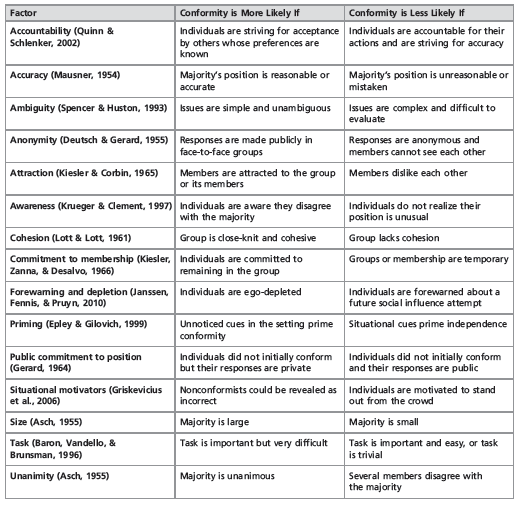 Factor
Conformity is More Likely If
Conformity is Less Likely If
Accountability (Quinn &
Schlenker, 2002)
Individuals are striving for acceptance
by others whose preferences are
known
Individuals are accountable for their
actions and are striving for accuracy
Accuracy (Mausner, 1954)
Majority's position is reasonable or
accurate
Majority's position is unreasonable or
mistaken
Ambiguity (Spencer & Huston, 1993)
Issues are simple and unambiguous
Issues are complex and difficult to
evaluate
Anonymity (Deutsch & Gerard, 1955)
Responses are made publicly in
face-to-face groups
Responses are anonymous and
members cannot see each other
Attraction (Kiesler & Corbin, 1965)
Members are attracted to the group
or its members
Members dislike each other
Awareness (Krueger & Clement, 1997)
Individuals are aware they disagree
with the majority
Individuals do not realize their
position is unusual
Cohesion (Lott & Lott, 1961)
Group is close-knit and cohesive
Group lacks cohesion
Commitment to membership (Kiesler,
Zanna, & Desalvo, 1966)
Individuals are committed to
remaining in the group
Groups or membership are temporary
Forewarning and depletion (Janssen,
Fennis, & Pruyn, 2010)
Individuals are ego-depleted
Individuals are forewarned about a
future social influence attempt
Priming (Epley & Gilovich, 1999)
Unnoticed cues in the setting prime
conformity
Situational cues prime independence
Public commitment to position
(Gerard, 1964)
Individuals did not initially conform
but their responses are private
Individuals did not initially conform
and their responses are public
Situational motivators (Griskevicius
et al., 2006)
Nonconformists could be revealed as
incorrect
Individuals are motivated to stand
out from the crowd
Size (Asch, 1955)
Majority is large
Majority is small
Task (Baron, Vandello, &
Brunsman, 1996)
Task is important but very difficult
Task is important and easy, or task
is trivial
Unanimity (Asch, 1955)
Majority is unanimous
Several members disagree with
the majority